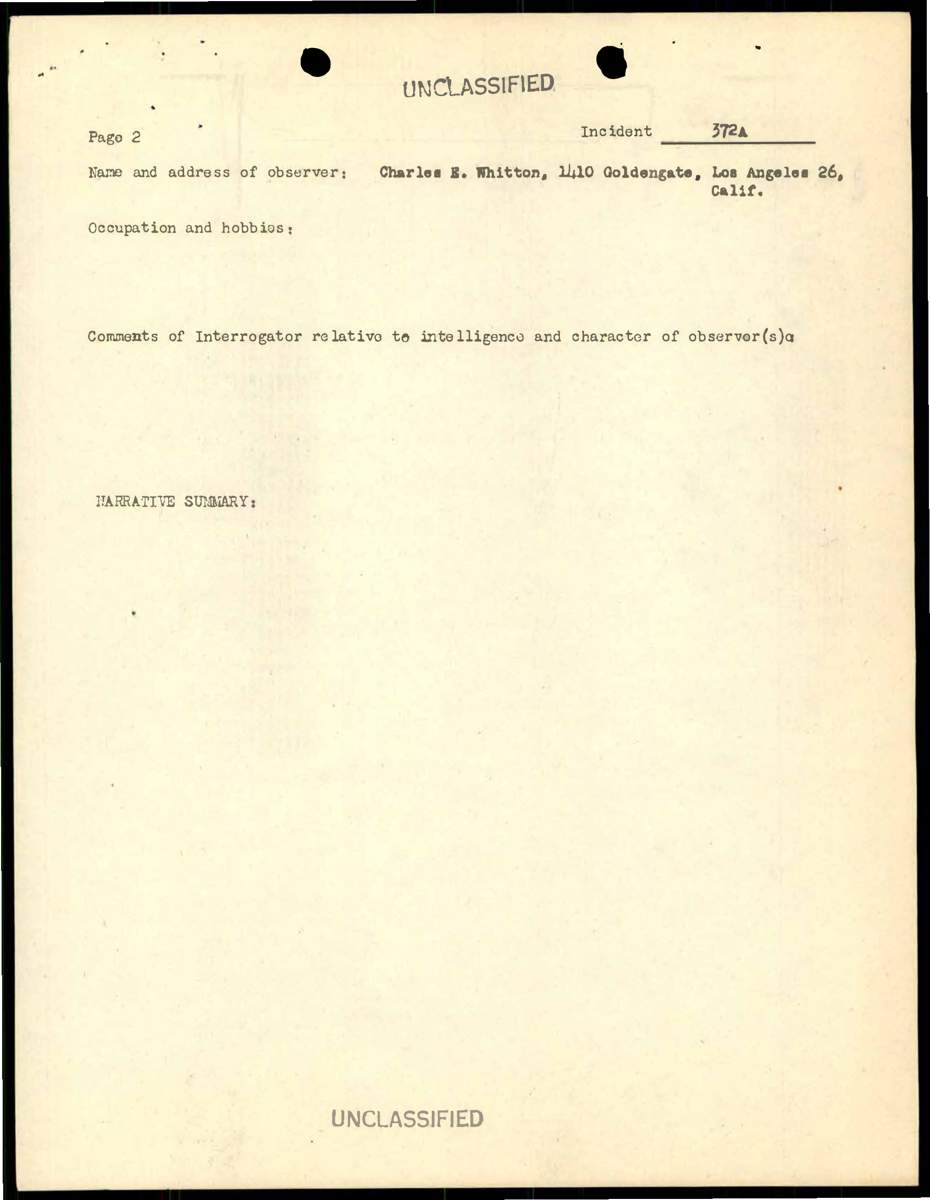 UNCLASSIFIED
Page 2
Incident 372A
Name and address of observer: Charles E. Whitton, 1410 Goldengate, Los Angeles 26,
Calif.
Occupation and hobbies:
Comments of Interrogator relative to intelligence and character of observer(s)a
NARRATIVE SUMMARY:
UNCLASSIFIED